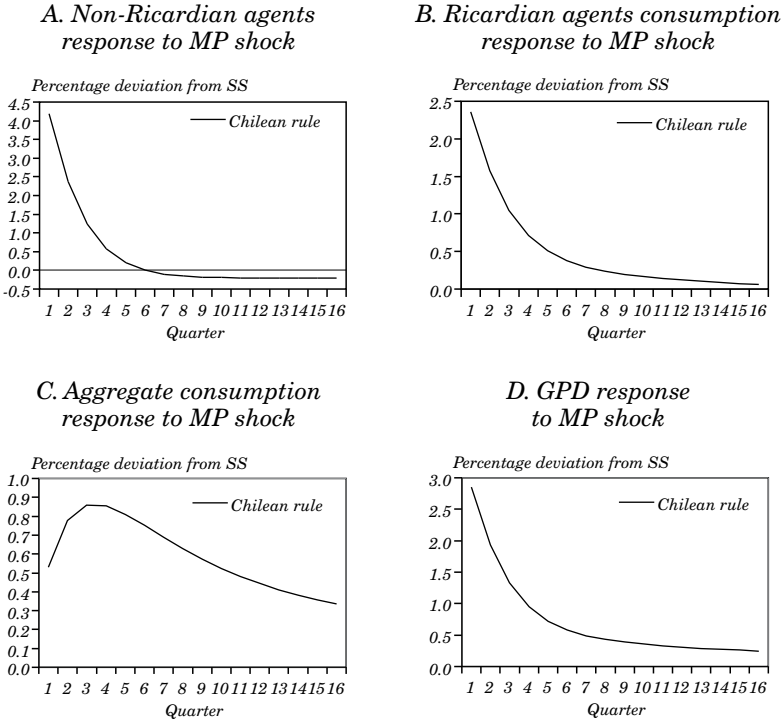 A. Non-Ricardian agents
response to MP shock
Percentage deviation from SS
4.5
4.0
3.5
3.0
2.5
2.0
1.5
1.0
0.5
0.0
-0.5
Chilean rule
1 2 3 4 5 6 7 8 9 10 11 12 13 14 15 16
Quarter
B. Ricardian agents consumption
response to MP shock
Percentage deviation from SS
2.5
2.0
1.5
1.0
0.5
0.0
Chilean rule
1 2 3 4 5 6 7 8 9 10 11 12 13 14 15 16
Quarter
C. Aggregate consumption
response to MP shock
Percentage deviation from SS
1.0
0.9
0.8
0.7
0.6
0.5
0.4
0.3
0.2
0.1
0.0
Chilean rule
1 2 3 4 5 6 7 8 9 10 11 12 13 14 15 16
Quarter
D. GPD response
to MP shock
Percentage deviation from SS
3.0
2.5
2.0
1.5
1.0
0.5
0.0
Chilean rule
1 2 3 4 5 6 7 8 9 10 11 12 13 14 15 16
Quarter